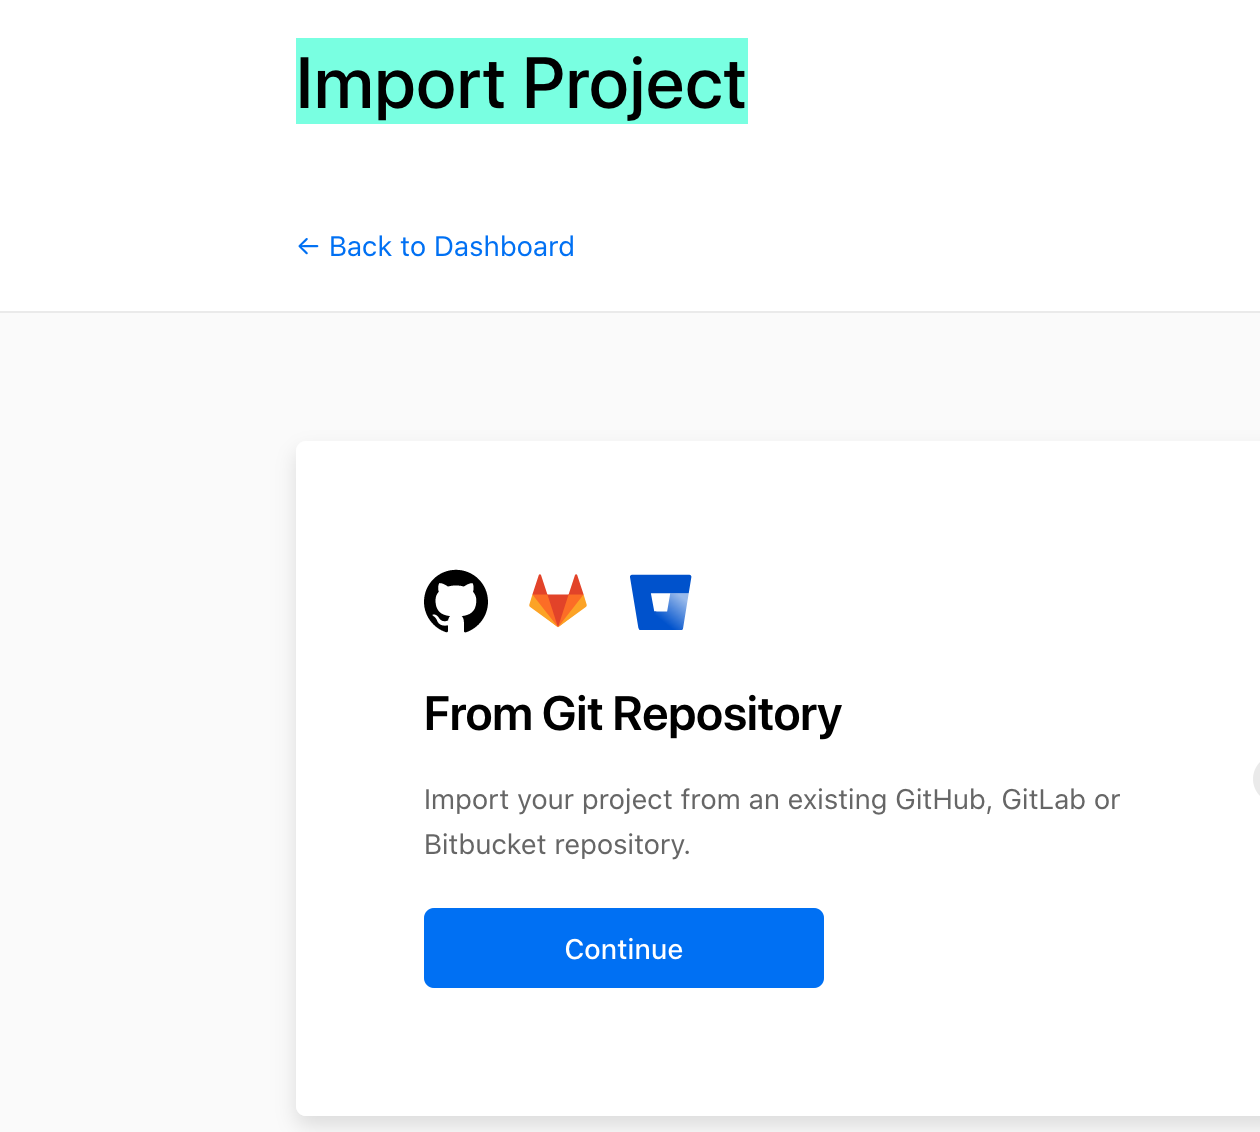 Import Project
← Back to Dashboard
From Git Repository
Import your project from an existing GitHub, GitLab or
Bitbucket repository.
Continue